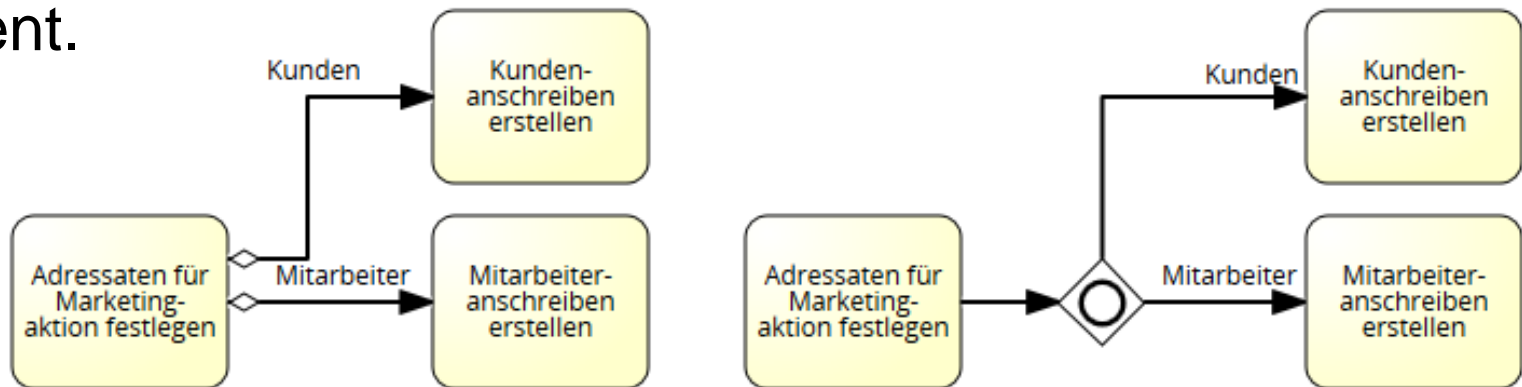 ent.
Kunden
Kunden-
anschreiben
erstellen
Adressaten für
Marketing-
aktion festlegen
Mitarbeiter
Mitarbeiter-
anschreiben
erstellen
Kunden
Kunden-
anschreiben
erstellen
Adressaten für
Marketing-
aktion festlegen
Mitarbeiter
Mitarbeiter-
anschreiben
erstellen